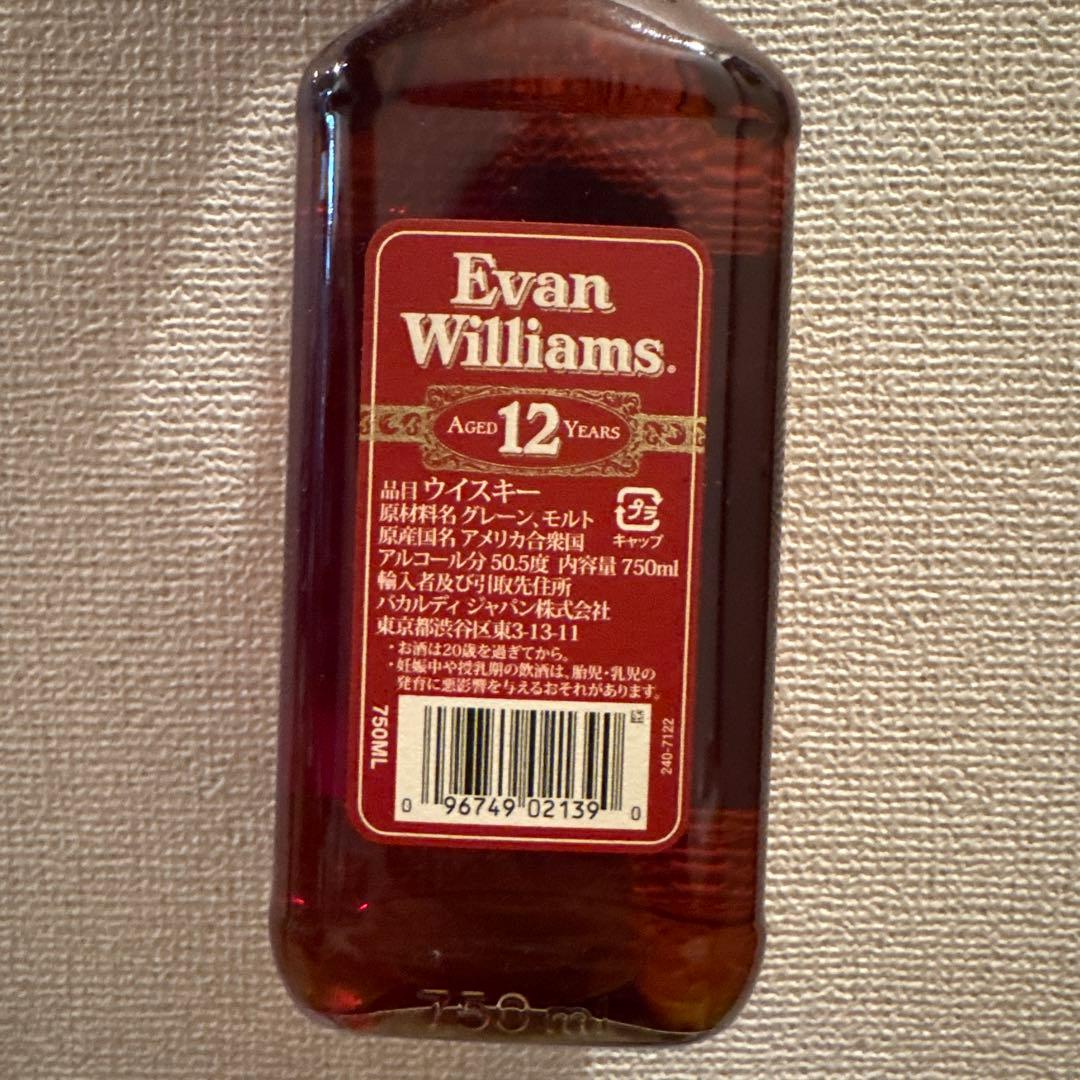 Evan
Williams.
AGED 12 YEARS
品目 ウイスキー
原材料名 グレーン、モルト
原産国名 アメリカ合衆国
アルコール分 50.5度 内容量 750ml
輸入者及び引取先住所
バカルディ ジャパン株式会社
東京都渋谷区東3-13-11
・お酒は20歳を過ぎてから。
・妊娠中や授乳期の飲酒は、胎児・乳児の
発育に悪影響を与えるおそれがあります。
プラ
キャップ
750ML
240-7122
0 96749 02139 0
750 ml